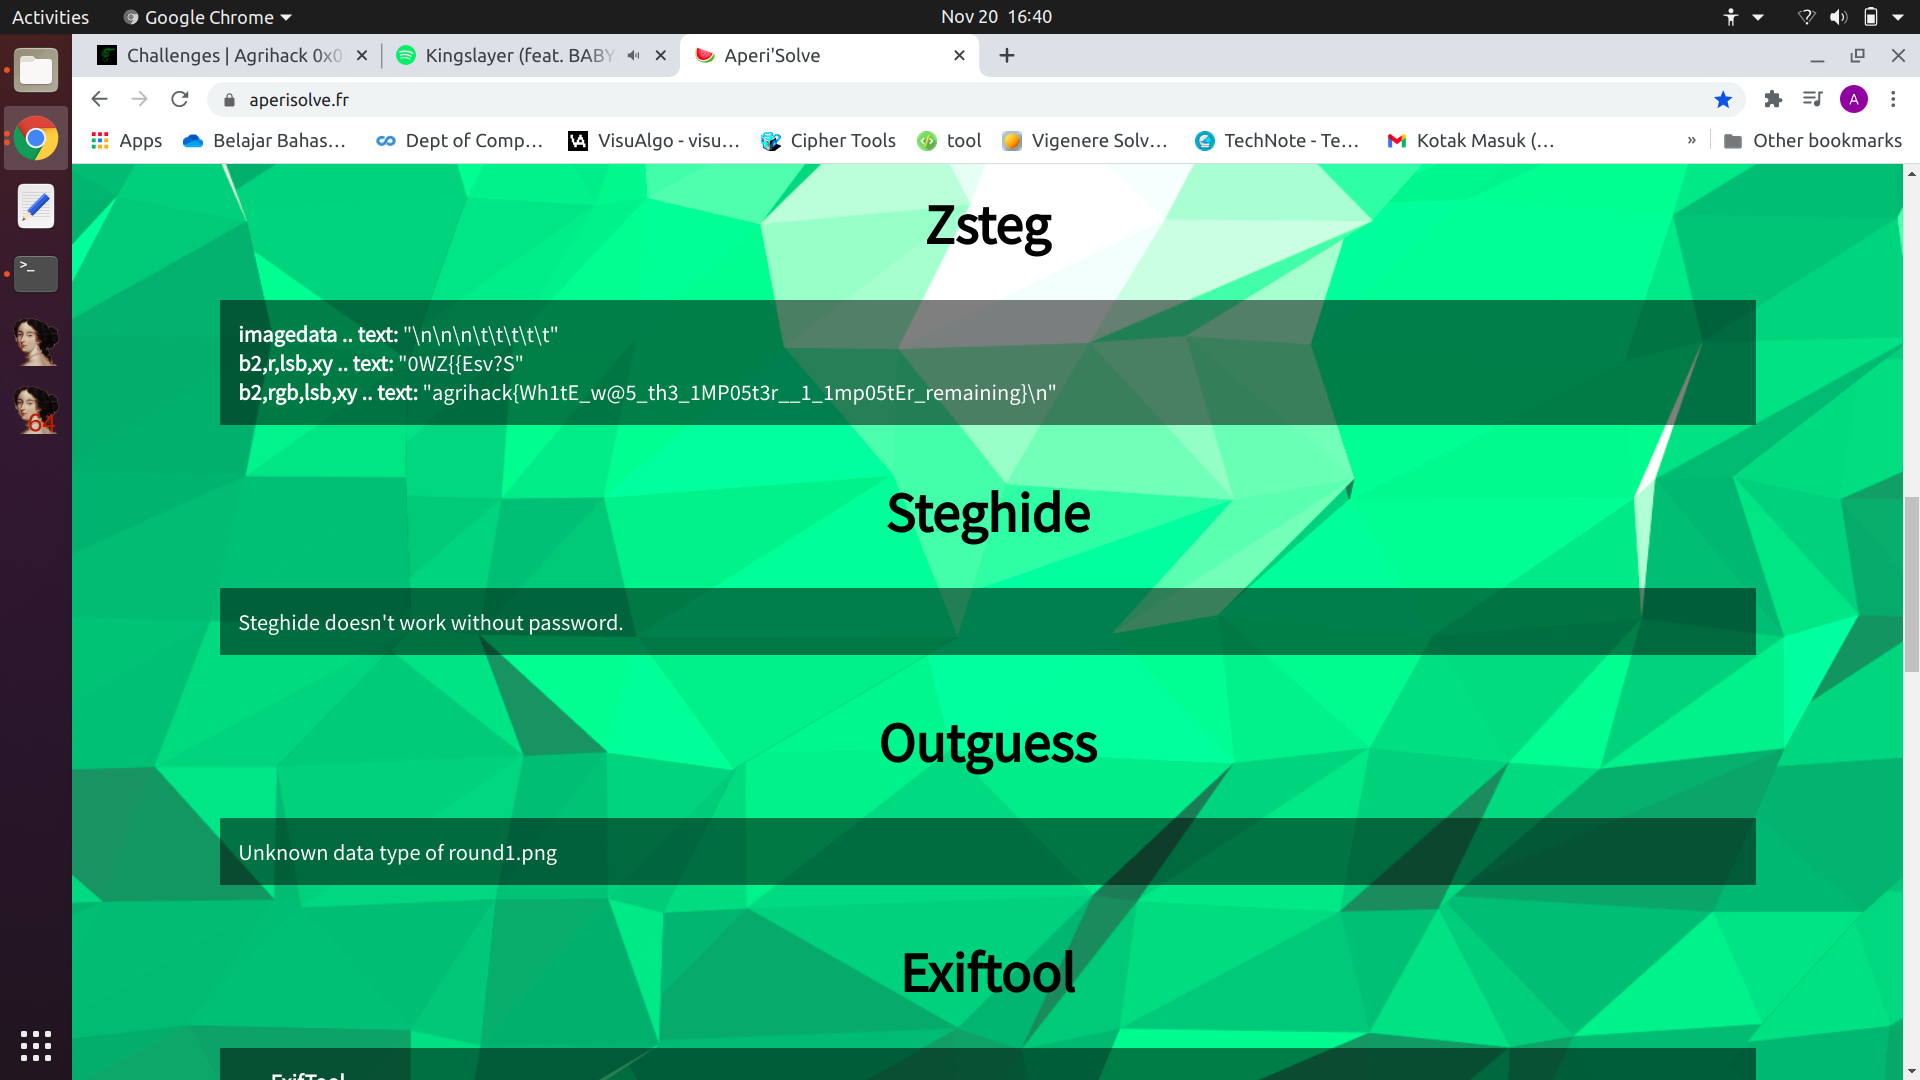 Activities
Google Chrome
Nov 20 16:40
Challenges | Agrihack 0x0
Kingslayer (feat. BABY
Aperi'Solve
aperisolve.fr
A
Apps
Belajar Bahas...
Dept of Comp...
VA
VisuAlgo - visu...
Cipher Tools
tool
Vigenere Solv...
TechNote - Te...
Kotak Masuk (...
»
Other bookmarks
Zsteg
imagedata .. text: "\n\n\n\t\t\t\t\t"
b2,r,lsb,xy .. text: "0WZ{{Esv?S"
b2,rgb,lsb,xy .. text: "agrihack{Wh1tE_w@5_th3_1MP05t3r__1_1mp05tEr_remaining}\n"
64
Steghide
Steghide doesn't work without password.
Outguess
Unknown data type of round1.png
Exiftool
ExifTool